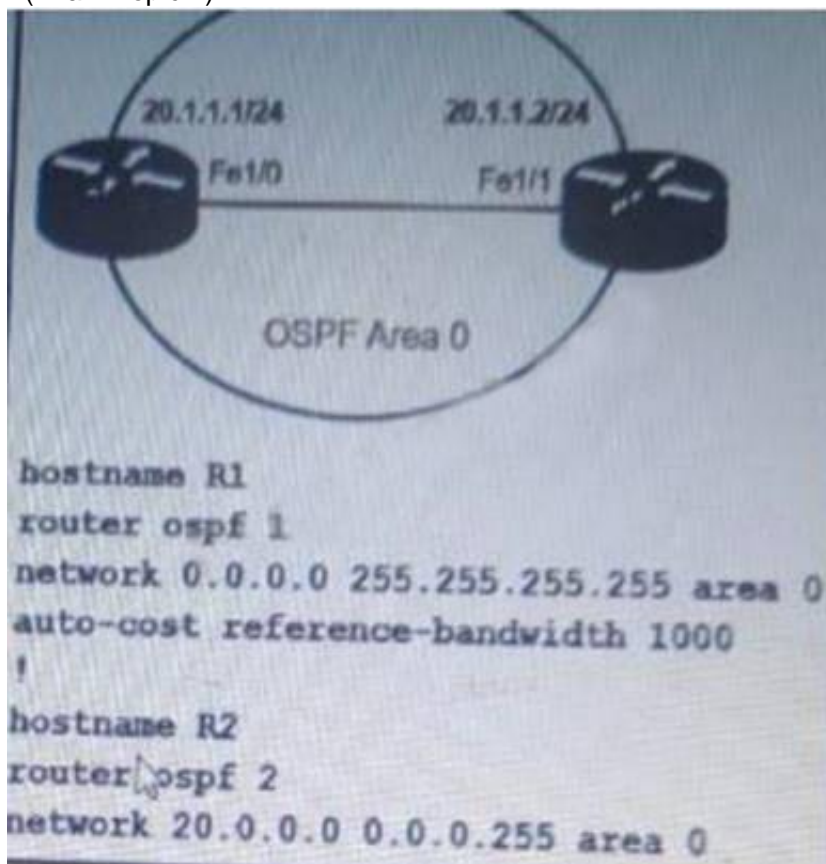 20.1.1.1/24 20.1.1.2/24
Fe1/0 Fe1/1
OSPF Area 0
hostname R1
router ospf 1
network 0.0.0.0 255.255.255.255 area 0
auto-cost reference-bandwidth 1000
!
hostname R2
router ospf 2
network 20.0.0.0 0.0.0.255 area 0